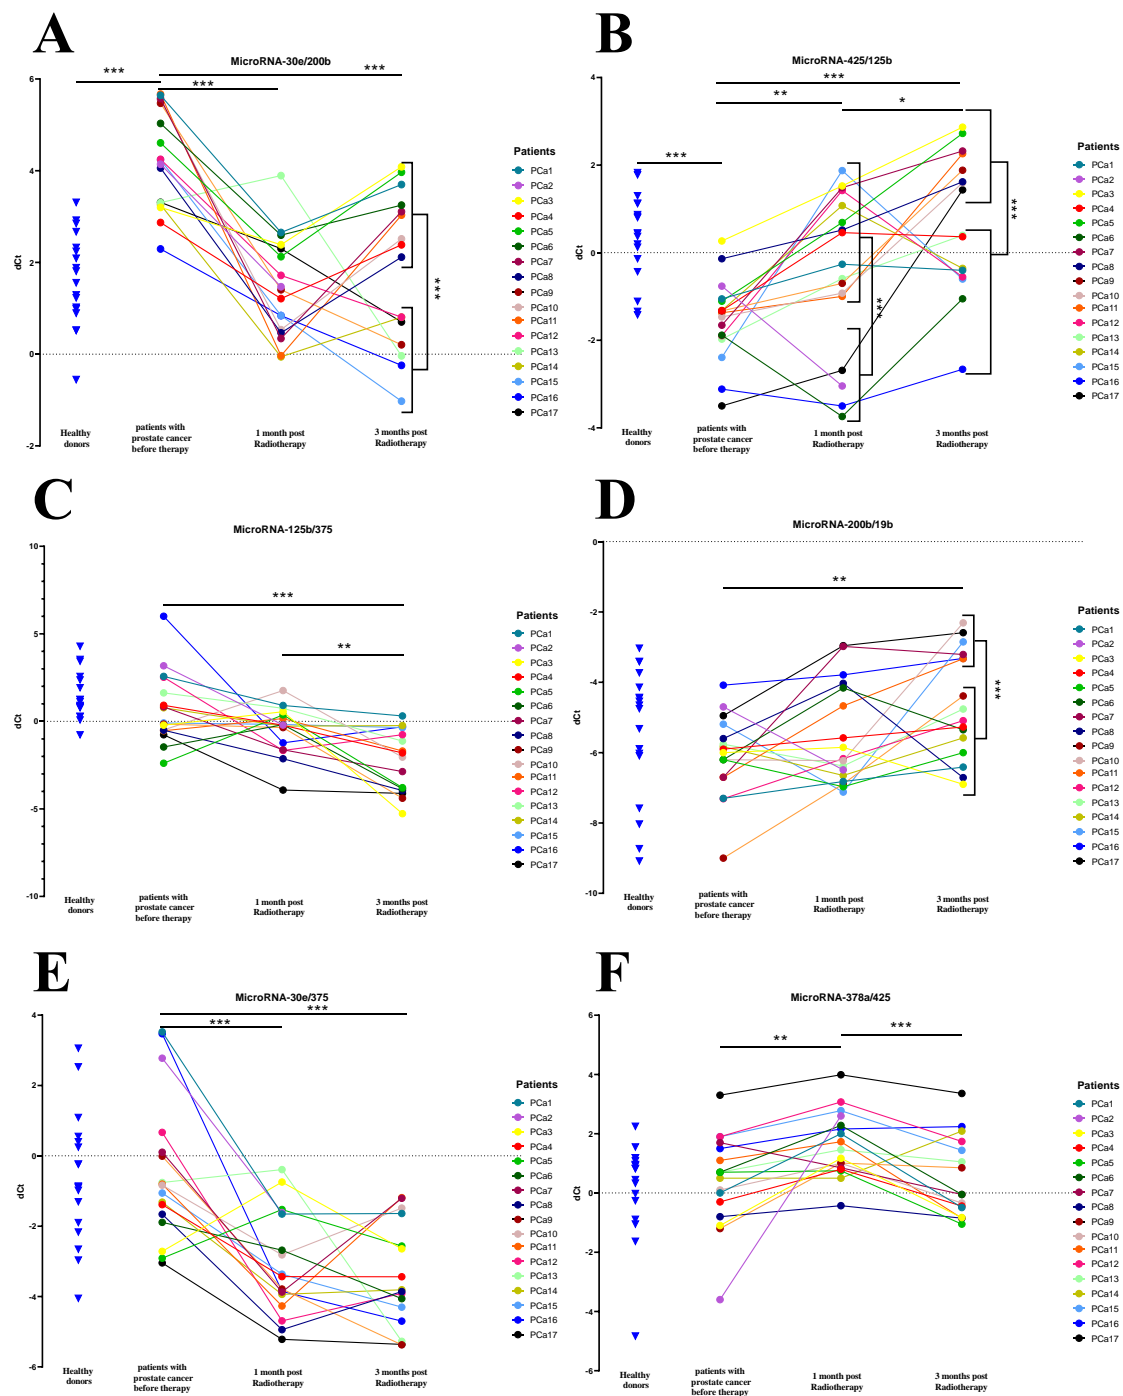 A
MicroRNA-30e/200b
***
***
***
***
dCt
6
4
2
0
-2
Healthy
donors
patients with
prostate cancer
before therapy
1 month post
Radiotherapy
3 months post
Radiotherapy
Patients
PCa1
PCa2
PCa3
PCa4
PCa5
PCa6
PCa7
PCa8
PCa9
PCa10
PCa11
PCa12
PCa13
PCa14
PCa15
PCa16
PCa17
B
MicroRNA-425/125b
***
**
*
***
***
***
dCt
4
2
0
-2
-4
Healthy
donors
patients with
prostate cancer
before therapy
1 month post
Radiotherapy
3 months post
Radiotherapy
Patients
PCa1
PCa2
PCa3
PCa4
PCa5
PCa6
PCa7
PCa8
PCa9
PCa10
PCa11
PCa12
PCa13
PCa14
PCa15
PCa16
PCa17
C
MicroRNA-125b/375
***
**
dCt
10
5
0
-5
-10
Healthy
donors
patients with
prostate cancer
before therapy
1 month post
Radiotherapy
3 months post
Radiotherapy
Patients
PCa1
PCa2
PCa3
PCa4
PCa5
PCa6
PCa7
PCa8
PCa9
PCa10
PCa11
PCa12
PCa13
PCa14
PCa15
PCa16
PCa17
D
MicroRNA-200b/19b
**
***
dCt
0
-2
-4
-6
-8
-10
Healthy
donors
patients with
prostate cancer
before therapy
1 month post
Radiotherapy
3 months post
Radiotherapy
Patients
PCa1
PCa2
PCa3
PCa4
PCa5
PCa6
PCa7
PCa8
PCa9
PCa10
PCa11
PCa12
PCa13
PCa14
PCa15
PCa16
PCa17
E
MicroRNA-30e/375
***
***
dCt
4
2
0
-2
-4
-6
Healthy
donors
patients with
prostate cancer
before therapy
1 month post
Radiotherapy
3 months post
Radiotherapy
Patients
PCa1
PCa2
PCa3
PCa4
PCa5
PCa6
PCa7
PCa8
PCa9
PCa10
PCa11
PCa12
PCa13
PCa14
PCa15
PCa16
PCa17
F
MicroRNA-378a/425
**
***
dCt
6
4
2
0
-2
-4
-6
Healthy
donors
patients with
prostate cancer
before therapy
1 month post
Radiotherapy
3 months post
Radiotherapy
Patients
PCa1
PCa2
PCa3
PCa4
PCa5
PCa6
PCa7
PCa8
PCa9
PCa10
PCa11
PCa12
PCa13
PCa14
PCa15
PCa16
PCa17